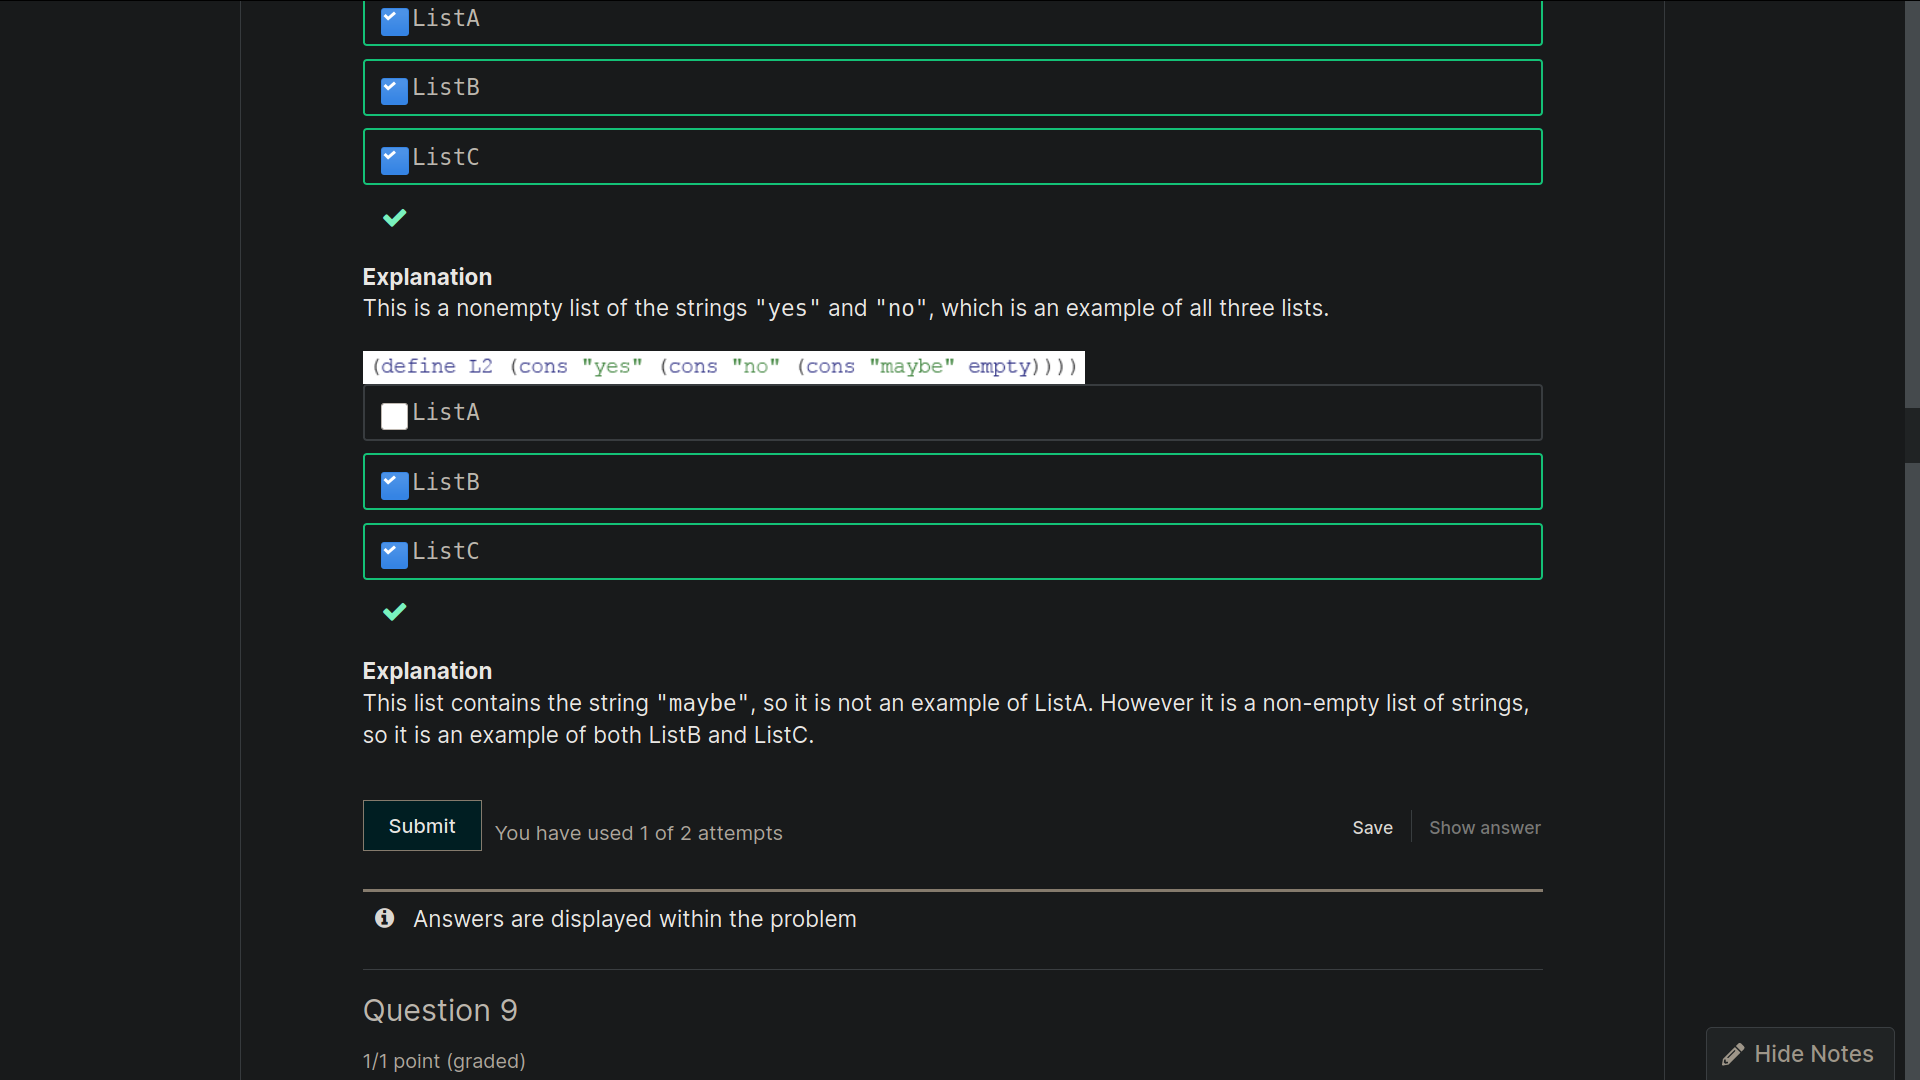 ListA
ListB
ListC
Explanation
This is a nonempty list of the strings "yes" and "no", which is an example of all three lists.
(define L2 (cons "yes" (cons "no" (cons "maybe" empty))))
ListA
ListB
ListC
Explanation
This list contains the string "maybe", so it is not an example of ListA. However it is a non-empty list of strings,
so it is an example of both ListB and ListC.
Submit
You have used 1 of 2 attempts
Save
Show answer
Answers are displayed within the problem
Question 9
1/1 point (graded)
Hide Notes